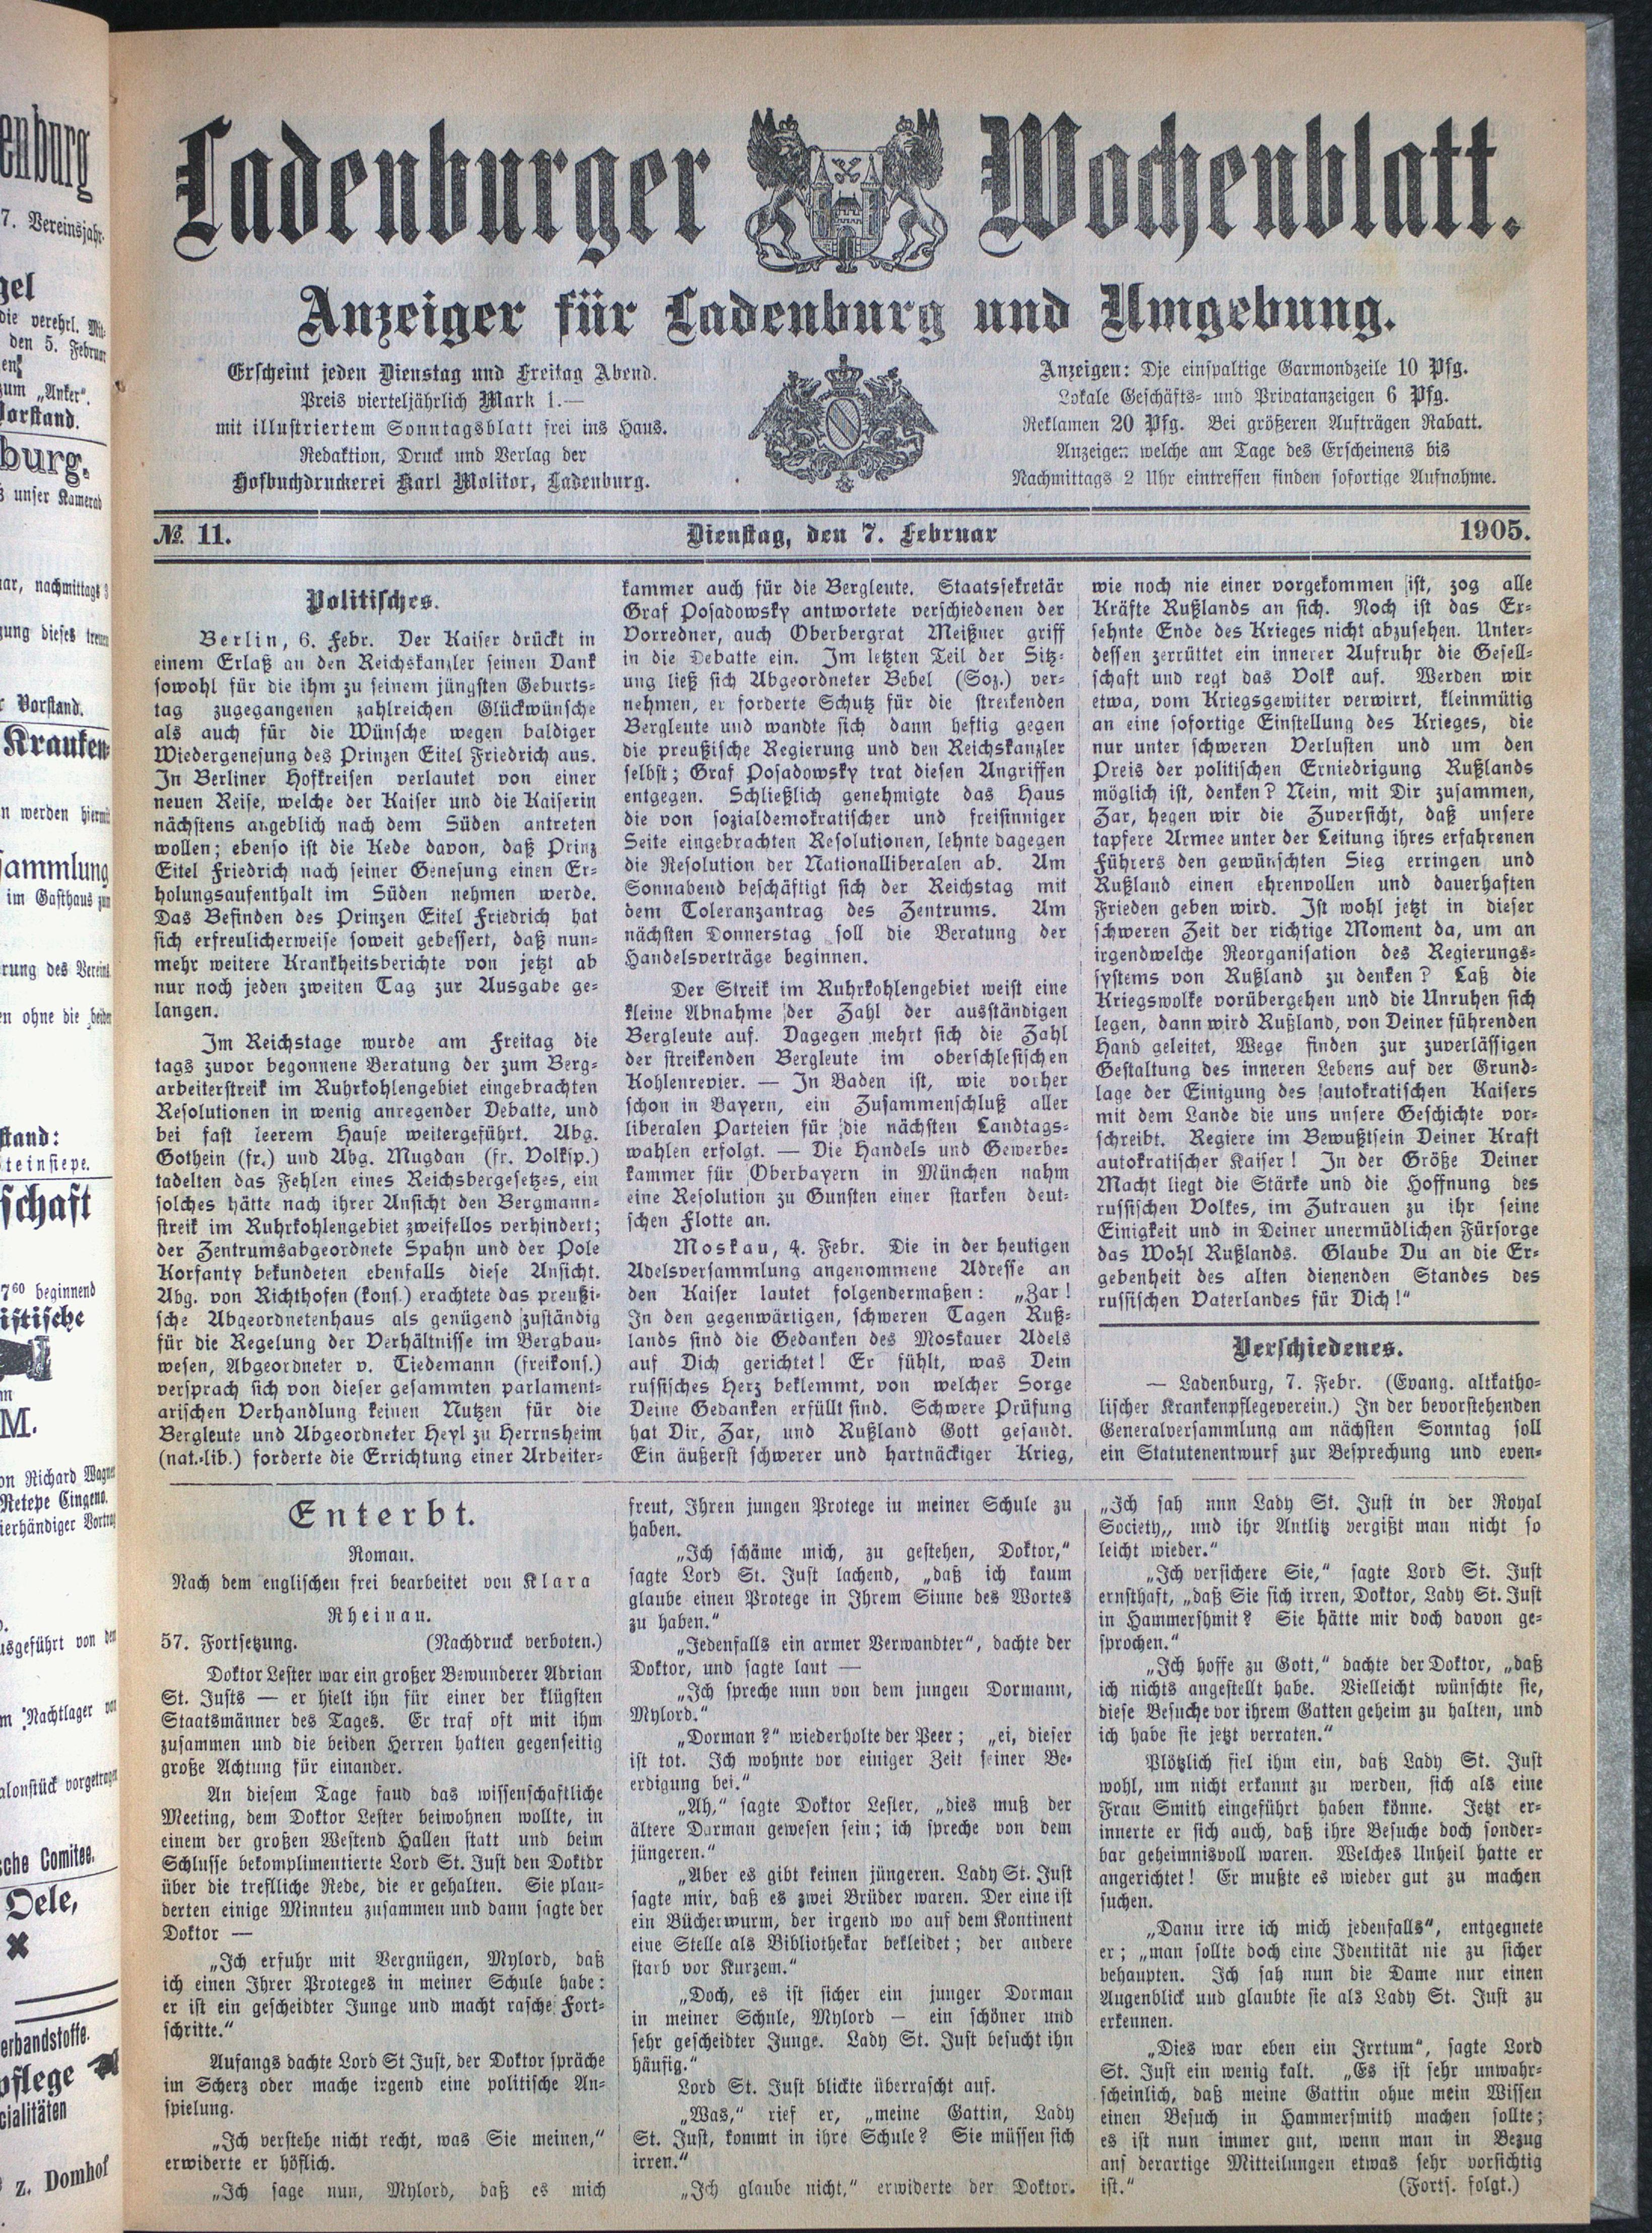 Ladenburger Wochenblatt.
Anzeiger für Ladenburg und Umgebung.
Erscheint jeden Dienstag und Freitag Abend.
Preis vierteljährlich Mark 1.—
mit illustriertem Sonntagsblatt frei ins Haus.
Redaktion, Druck und Verlag der
Hofbuchdruckerei Karl Molitor, Ladenburg.
Anzeigen: Die einspaltige Garmondzeile 10 Pfg.
Lokale Geschäfts- und Privatanzeigen 6 Pfg.
Reklamen 20 Pfg. Bei größeren Aufträgen Rabatt.
Anzeigen welche am Tage des Erscheinens bis
Nachmittags 2 Uhr eintreffen finden sofortige Aufnahme.
№. 11. Dienstag, den 7. Februar 1905.
Politisches.
Berlin, 6. Febr. Der Kaiser drückt in
einem Erlaß an den Reichskanzler seinen Dank
sowohl für die ihm zu seinem jüngsten Geburts-
tag zugegangenen zahlreichen Glückwünsche
als auch für die Wünsche wegen baldiger
Wiedergenesung des Prinzen Eitel Friedrich aus.
In Berliner Hofkreisen verlautet von einer
neuen Reise, welche der Kaiser und die Kaiserin
nächstens angeblich nach dem Süden antreten
wollen; ebenso ist die Rede davon, daß Prinz
Eitel Friedrich nach seiner Genesung einen Er-
holungsaufenthalt im Süden nehmen werde.
Das Befinden des Prinzen Eitel Friedrich hat
sich erfreulicherweise soweit gebessert, daß nun-
mehr weitere Krankheitsberichte von jetzt ab
nur noch jeden zweiten Tag zur Ausgabe ge-
langen.
Im Reichstage wurde am Freitag die
tags zuvor begonnene Beratung der zum Berg-
arbeiterstreik im Ruhrkohlengebiet eingebrachten
Resolutionen in wenig anregender Debatte, und
bei fast leerem Hause weitergeführt. Abg.
Gothein (fr.) und Abg. Mugdan (fr. Volksp.)
tadelten das Fehlen eines Reichsbergesetzes, ein
solches hätte nach ihrer Ansicht den Bergmann-
streik im Ruhrkohlengebiet zweifellos verhindert;
der Zentrumsabgeordnete Spahn und der Pole
Korfanty bekundeten ebenfalls diese Ansicht.
Abg. von Richthofen (kons.) erachtete das preußi-
sche Abgeordnetenhaus als genügend zuständig
für die Regelung der Verhältnisse im Bergbau-
wesen, Abgeordneter v. Tiedemann (freikons.)
versprach sich von dieser gesammten parlament-
arischen Verhandlung keinen Nutzen für die
Bergleute und Abgeordneter Heyl zu Herrnsheim
(nat.-lib.) forderte die Errichtung einer Arbeiter-
kammer auch für die Bergleute. Staatssekretär
Graf Posadowsky antwortete verschiedenen der
Vorredner, auch Oberbergrat Meißner griff
in die Debatte ein. Im letzten Teil der Sitz-
ung ließ sich Abgeordneter Bebel (Soz.) ver-
nehmen, er forderte Schutz für die streikenden
Bergleute und wandte sich dann heftig gegen
die preußische Regierung und den Reichskanzler
selbst; Graf Posadowsky trat diesen Angriffen
entgegen. Schließlich genehmigte das Haus
die von sozialdemokratischer und freisinniger
Seite eingebrachten Resolutionen, lehnte dagegen
die Resolution der Nationalliberalen ab. Am
Sonnabend beschäftigt sich der Reichstag mit
dem Toleranzantrag des Zentrums. Am
nächsten Donnerstag soll die Beratung der
Handelsverträge beginnen.
Der Streik im Ruhrkohlengebiet weist eine
kleine Abnahme der Zahl der ausständigen
Bergleute auf. Dagegen mehrt sich die Zahl
der streikenden Bergleute im oberschlesischen
Kohlenrevier. — In Baden ist, wie vorher
schon in Bayern, ein Zusammenschluß aller
liberalen Parteien für die nächsten Landtags-
wahlen erfolgt. — Die Handels und Gewerbe-
kammer für Oberbayern in München nahm
eine Resolution zu Gunsten einer starken deut-
schen Flotte an.
Moskau, 4. Febr. Die in der heutigen
Adelsversammlung angenommene Adresse an
den Kaiser lautet folgendermaßen: „Zar!
In den gegenwärtigen, schweren Tagen Ruß-
lands sind die Gedanken des Moskauer Adels
auf Dich gerichtet! Er fühlt, was Dein
russisches Herz beklemmt, von welcher Sorge
Deine Gedanken erfüllt sind. Schwere Prüfung
hat Dir, Zar, und Rußland Gott gesandt.
Ein äußerst schwerer und hartnäckiger Krieg,
wie noch nie einer vorgekommen ist, zog alle
Kräfte Rußlands an sich. Noch ist das Er-
sehnte Ende des Krieges nicht abzusehen. Unter-
dessen zerrüttet ein innerer Aufruhr die Gesell-
schaft und regt das Volk auf. Werden wir
etwa, vom Kriegsgewitter verwirrt, kleinmütig
an eine sofortige Einstellung des Krieges, die
nur unter schweren Verlusten und um den
Preis der politischen Erniedrigung Rußlands
möglich ist, denken? Nein, mit Dir zusammen,
Zar, hegen wir die Zuversicht, daß unsere
tapfere Armee unter der Leitung ihres erfahrenen
Führers den gewünschten Sieg erringen und
Rußland einen ehrenvollen und dauerhaften
Frieden geben wird. Ist wohl jetzt in dieser
schweren Zeit der richtige Moment da, um an
irgendwelche Reorganisation des Regierungs-
systems von Rußland zu denken? Laß die
Kriegswolke vorübergehen und die Unruhen sich
legen, dann wird Rußland, von Deiner führenden
Hand geleitet, Wege finden zur zuverlässigen
Gestaltung des inneren Lebens auf der Grund-
lage der Einigung des autokratischen Kaisers
mit dem Lande die uns unsere Geschichte vor-
schreibt. Regiere im Bewußtsein Deiner Kraft
autokratischer Kaiser! In der Größe Deiner
Macht liegt die Stärke und die Hoffnung des
russischen Volkes, im Zutrauen zu ihr seine
Einigkeit und in Deiner unermüdlichen Fürsorge
das Wohl Rußlands. Glaube Du an die Er-
gebenheit des alten dienenden Standes des
russischen Vaterlandes für Dich!“
Verschiedenes.
— Ladenburg, 7. Febr. (Evang. altkatho-
lischer Krankenpflegeverein.) In der bevorstehenden
Generalversammlung am nächsten Sonntag soll
ein Statutenentwurf zur Besprechung und even-
Enterbt.
Roman.
Nach dem englischen frei bearbeitet von Klara
Rheinau.
57. Fortsetzung. (Nachdruck verboten.)
Doktor Lester war ein großer Bewunderer Adrian
St. Justs — er hielt ihn für einer der klügsten
Staatsmänner des Tages. Er traf oft mit ihm
zusammen und die beiden Herren hatten gegenseitig
große Achtung für einander.
An diesem Tage fand das wissenschaftliche
Meeting, dem Doktor Lester beiwohnen wollte, in
einem der großen Westend Hallen statt und beim
Schlusse bekomplimentierte Lord St. Just den Doktdr
über die treffliche Rede, die er gehalten. Sie plau-
derten einige Minnten zusammen und dann sagte der
Doktor —
„Ich erfuhr mit Vergnügen, Mylord, daß
ich einen Ihrer Proteges in meiner Schule habe:
er ist ein gescheidter Junge und macht rasche Fort-
schritte.“
Aufangs dachte Lord St Just, der Doktor spräche
im Scherz oder mache irgend eine politische An-
spielung.
„Ich verstehe nicht recht, was Sie meinen,“
erwiderte er höflich.
„Ich sage nun, Mylord, daß es mich
freut, Ihren jungen Protege in meiner Schule zu
haben.
„Ich schäme mich, zu gestehen, Doktor,“
sagte Lord St. Just lachend, „daß ich kaum
glaube einen Protege in Ihrem Sinne des Wortes
zu haben.“
„Jedenfalls ein armer Verwandter“, dachte der
Doktor, und sagte laut —
„Ich spreche nun von dem jungen Dormann,
Mylord.“
„Dorman?“ wiederholte der Peer; „ei, dieser
ist tot. Ich wohnte vor einiger Zeit seiner Be-
erdigung bei.“
„Ah,“ sagte Doktor Lester, „dies muß der
ältere Darman gewesen sein; ich spreche von dem
jüngeren.“
„Aber es gibt keinen jüngeren. Lady St. Just
sagte mir, daß es zwei Brüder waren. Der eine ist
ein Bücherwurm, der irgend wo auf dem Kontinent
eine Stelle als Bibliothekar bekleidet; der andere
starb vor Kurzem.“
„Doch, es ist sicher ein junger Dorman
in meiner Schule, Mylord — ein schöner und
sehr gescheidter Junge. Lady St. Just besucht ihn
häufig.“
Lord St. Just blickte überrascht auf.
„Was,“ rief er, „meine Gattin, Lady
St. Just, kommt in ihre Schule? Sie müssen sich
irren.“
„Ich glaube nicht,“ erwiderte der Doktor.
„Ich sah nun Lady St. Just in der Royal
Society„ und ihr Antlitz vergißt man nicht so
leicht wieder.“
„Ich versichere Sie,“ sagte Lord St. Just
ernsthaft, „daß Sie sich irren, Doktor, Lady St. Just
in Hammershmit? Sie hätte mir doch davon ge-
sprochen.“
„Ich hoffe zu Gott,“ dachte der Doktor, „daß
ich nichts angestellt habe. Vielleicht wünschte sie,
diese Besuche vor ihrem Gatten geheim zu halten, und
ich habe sie jetzt verraten.“
Plötzlich fiel ihm ein, daß Lady St. Just
wohl, um nicht erkannt zu werden, sich als eine
Frau Smith eingeführt haben könne. Jetzt er-
innerte er sich auch, daß ihre Besuche doch sonder-
bar geheimnisvoll waren. Welches Unheil hatte er
angerichtet! Er mußte es wieder gut zu machen
suchen.
„Danu irre ich mich jedenfalls“, entgegnete
er; „man sollte doch eine Identität nie zu sicher
behaupten. Ich sah nun die Dame nur einen
Augenblick und glaubte sie als Lady St. Just zu
erkennen.
„Dies war eben ein Irrtum“, sagte Lord
St. Just ein wenig kalt. „Es ist sehr unwahr-
scheinlich, daß meine Gattin ohne mein Wissen
einen Besuch in Hammersmith machen sollte;
es ist nun immer gut, wenn man in Bezug
auf derartige Mitteilungen etwas sehr vorsichtig
ist.“ (Forts. folgt.)